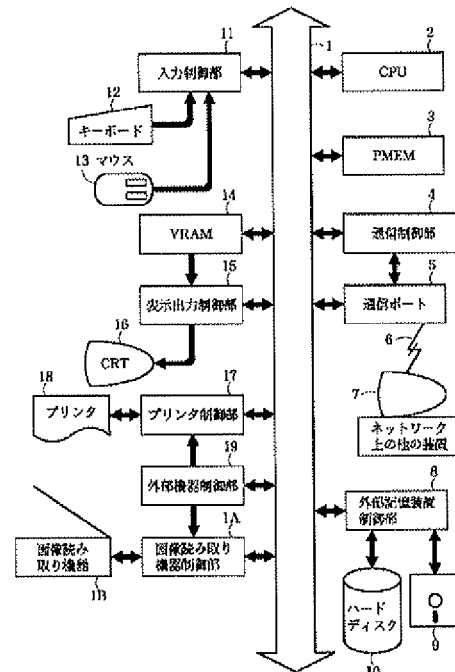 11
入力制御部
12
キーボード
13 マウス
14
VRAM
15
表示出力制御部
16
CRT
17
18
プリンタ
プリンタ制御部
19
外部機器制御部
1A
画像読み取り機器
1B
画像読み取り
機器制御部
1
2
CPU
3
PMEM
4
通信制御部
5
通信ポート
6
7
ネットワーク
上の他の装置
8
外部記憶装置
制御部
ハード
ディスク
9
10